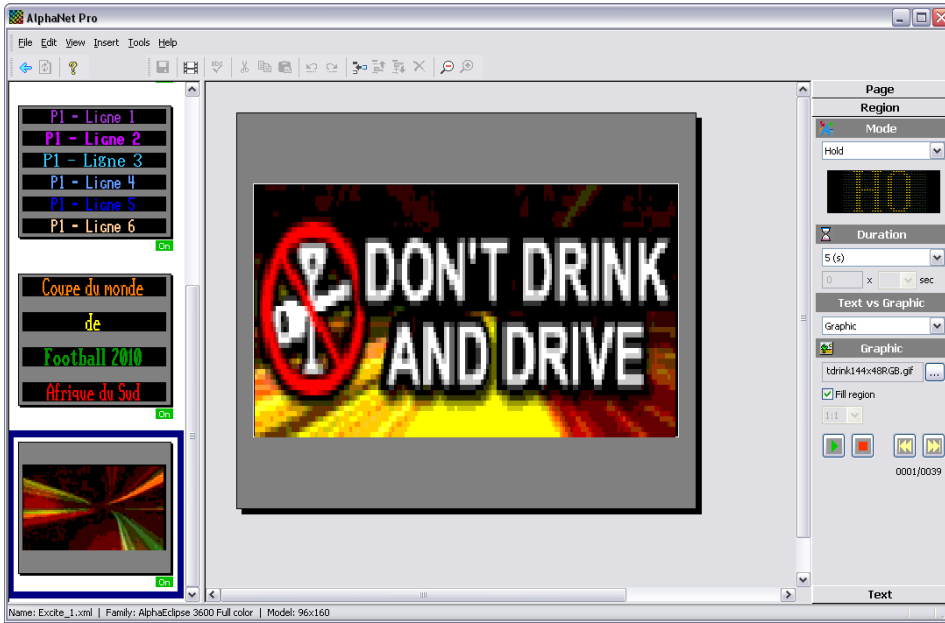 AlphaNet Pro
File Edit View Insert Tools Help
P1 - Ligne 1
P1 - Ligne 2
P1 - Ligne 3
P1 - Ligne 4
P1 - Ligne 5
P1 - Ligne 6
On
Coupe du monde
de
Football 2010
Afrique du Sud
On
On
DON'T DRINK
AND DRIVE
Page
Region
Mode
Hold
HO
Duration
5 (s)
0 x sec
Text vs Graphic
Graphic
Graphic
tdrink144x48RGB.gif ...
Fill region
1:1
0001/0039
Text
Name: Excite_1.xml | Family: AlphaEclipse 3600 Full color | Model: 96x160